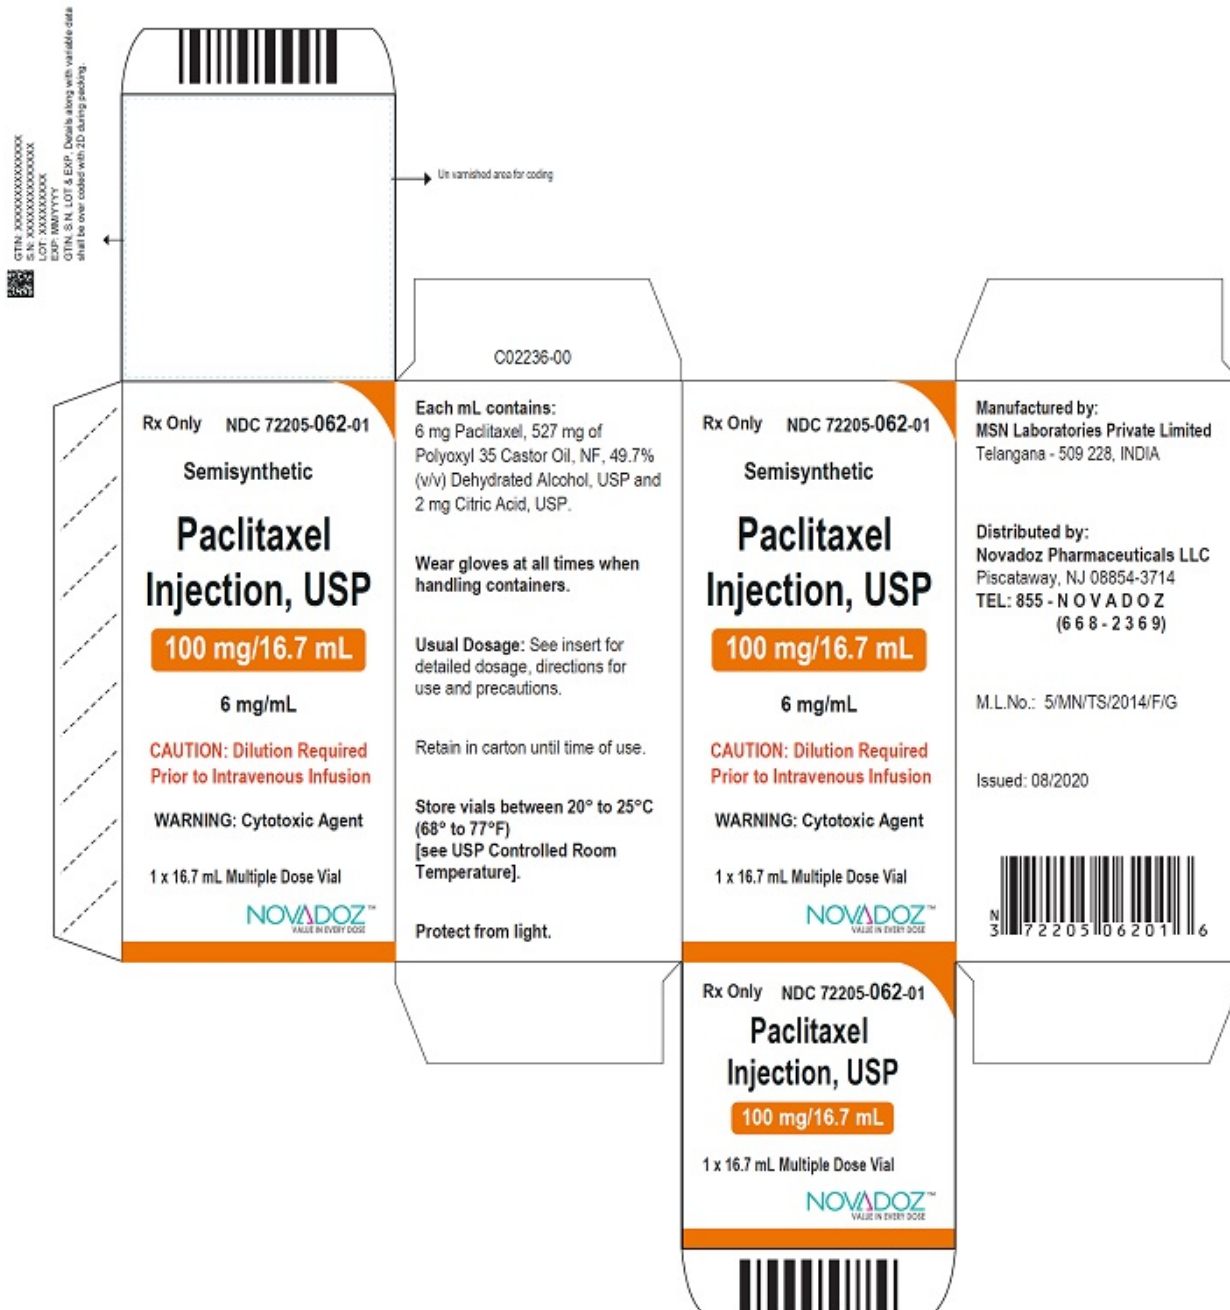 GTIN: XXXXXXXXXXXXXX
S.N: XXXXXXXXXXXXXX
LOT: XXXXXXXXXX
EXP: MM/YYYY
GTIN, S.N, LOT & EXP, Details along with variable data
shall be over coded with 2D during packing.
Un varnished area for coding
C02236-00
Rx Only NDC 72205-062-01
Semisynthetic
Paclitaxel
Injection, USP
100 mg/16.7 mL
6 mg/mL
CAUTION: Dilution Required
Prior to Intravenous Infusion
WARNING: Cytotoxic Agent
1 x 16.7 mL Multiple Dose Vial
NOVADOZ™
VALUE IN EVERY DOSE
Each mL contains:
6 mg Paclitaxel, 527 mg of
Polyoxyl 35 Castor Oil, NF, 49.7%
(v/v) Dehydrated Alcohol, USP and
2 mg Citric Acid, USP.
Wear gloves at all times when
handling containers.
Usual Dosage: See insert for
detailed dosage, directions for
use and precautions.
Retain in carton until time of use.
Store vials between 20° to 25°C
(68° to 77°F)
[see USP Controlled Room
Temperature].
Protect from light.
Rx Only NDC 72205-062-01
Semisynthetic
Paclitaxel
Injection, USP
100 mg/16.7 mL
6 mg/mL
CAUTION: Dilution Required
Prior to Intravenous Infusion
WARNING: Cytotoxic Agent
1 x 16.7 mL Multiple Dose Vial
NOVADOZ™
VALUE IN EVERY DOSE
Manufactured by:
MSN Laboratories Private Limited
Telangana - 509 228, INDIA
Distributed by:
Novadoz Pharmaceuticals LLC
Piscataway, NJ 08854-3714
TEL: 855 - N O V A D O Z
(6 6 8 - 2 3 6 9)
M.L.No.: 5/MN/TS/2014/F/G
Issued: 08/2020
N
3 72205 06201 6
Rx Only NDC 72205-062-01
Paclitaxel
Injection, USP
100 mg/16.7 mL
1 x 16.7 mL Multiple Dose Vial
NOVADOZ™
VALUE IN EVERY DOSE